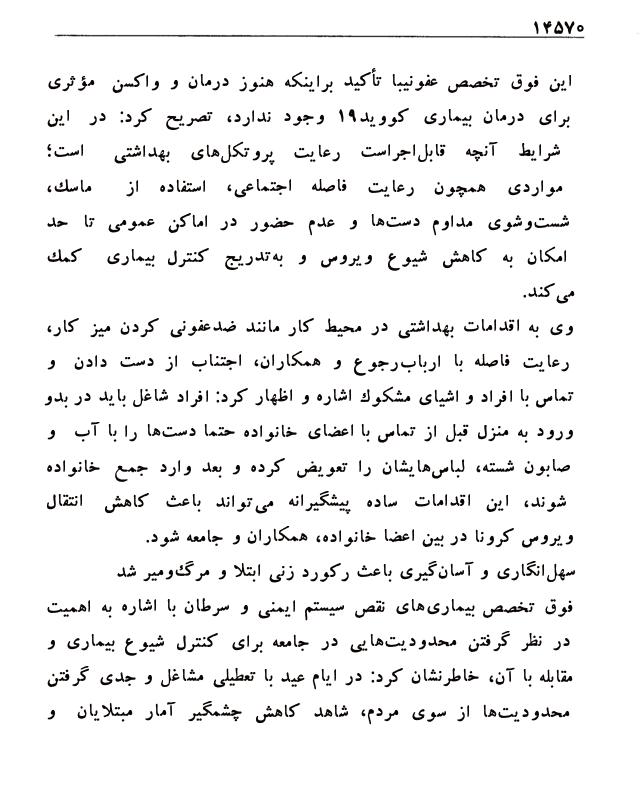 ۱۴۵۷۰
این فوق تخصص عفونیبا تأکید براینکه هنوز درمان و واکسن مؤثری
برای درمان بیماری کووید۱۹ وجود ندارد، تصریح کرد: در این
شرایط آنچه قابل‌اجراست رعایت پروتکل‌های بهداشتی است؛
مواردی همچون رعایت فاصله اجتماعی، استفاده از ماسك،
شست‌وشوی مداوم دست‌ها و عدم حضور در اماکن عمومی تا حد
امکان به کاهش شیوع ویروس و به‌تدریج کنترل بیماری کمك
می‌کند.
وی به اقدامات بهداشتی در محیط کار مانند ضدعفونی کردن میز کار،
رعایت فاصله با ارباب‌رجوع و همکاران، اجتناب از دست دادن و
تماس با افراد و اشیای مشکوك اشاره و اظهار کرد: افراد شاغل باید در بدو
ورود به منزل قبل از تماس با اعضای خانواده حتما دست‌ها را با آب و
صابون شسته، لباس‌هایشان را تعویض کرده و بعد وارد جمع خانواده
شوند، این اقدامات ساده پیشگیرانه می‌تواند باعث کاهش انتقال
ویروس کرونا در بین اعضا خانواده، همکاران و جامعه شود.
سهل‌انگاری و آسان‌گیری باعث رکورد زنی ابتلا و مرگ‌ومیر شد
فوق تخصص بیماری‌های نقص سیستم ایمنی و سرطان با اشاره به اهمیت
در نظر گرفتن محدودیت‌هایی در جامعه برای کنترل شیوع بیماری و
مقابله با آن، خاطرنشان کرد: در ایام عید با تعطیلی مشاغل و جدی گرفتن
محدودیت‌ها از سوی مردم، شاهد کاهش چشمگیر آمار مبتلایان و